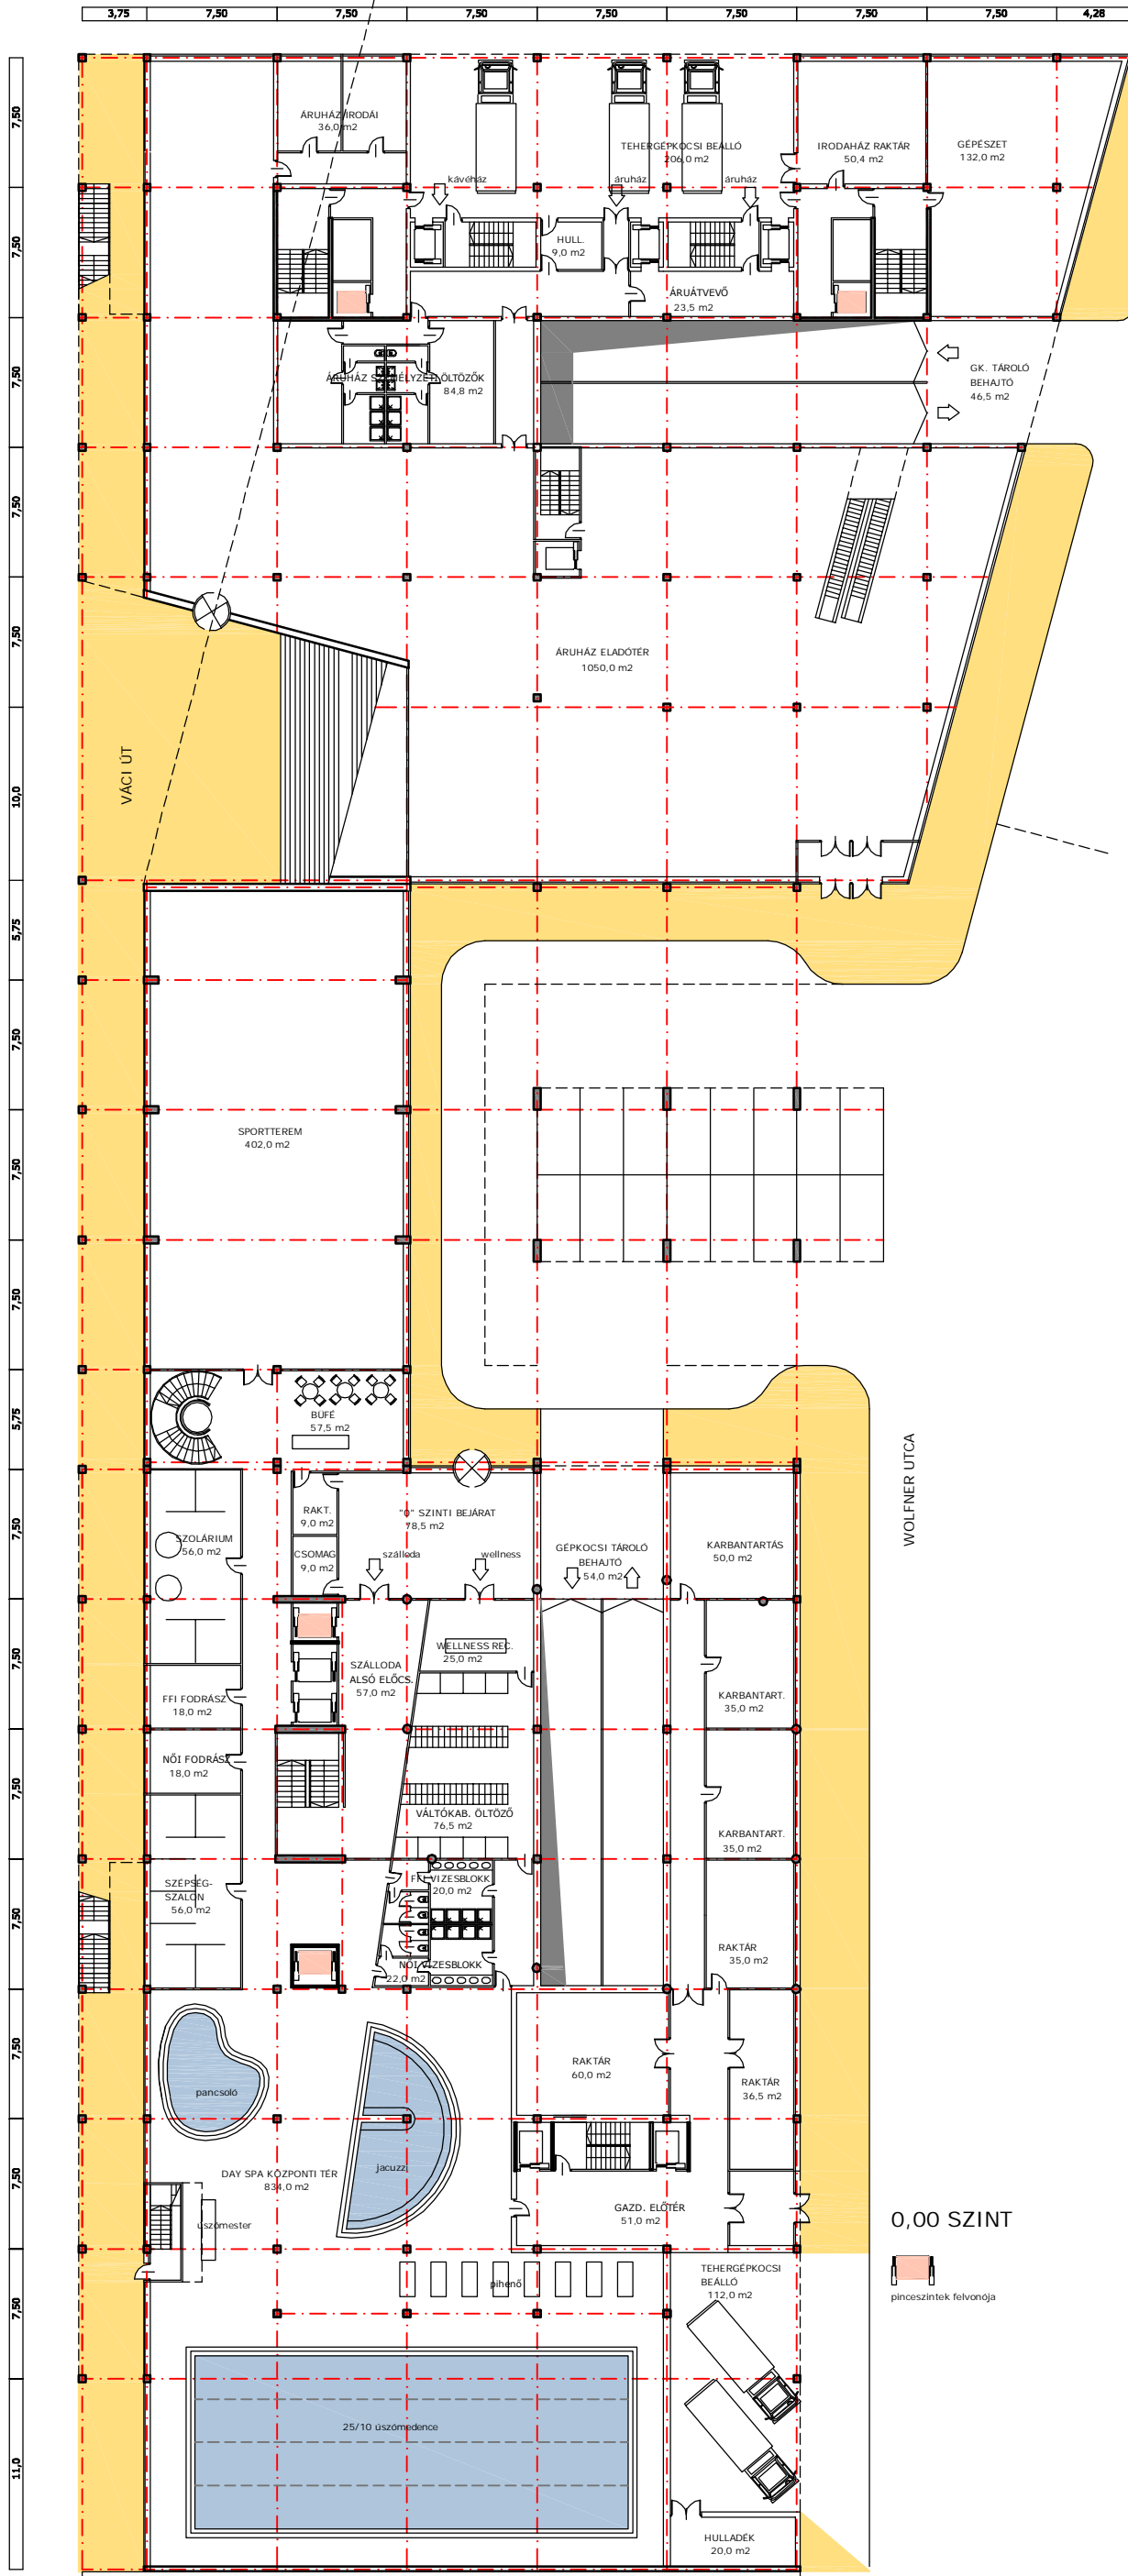 3,75 7,50 7,50 7,50 7,50 7,50 7,50 7,50 4,28
7,50
7,50
7,50
7,50
7,50
10,0
5,75
7,50
7,50
7,50
5,75
7,50
7,50
7,50
7,50
7,50
7,50
7,50
11,0
ÁRUHÁZ IRODÁI
36,0 m2
TEHERGÉPKOCSI BEÁLLÓ
206,0 m2
IRODAHÁZ RAKTÁR
50,4 m2
GÉPÉSZET
132,0 m2
kávéház
áruház
áruház
HULL.
9,0 m2
ÁRUÁTVEVŐ
23,5 m2
ÁRUHÁZ SZEMÉLYZETI ÖLTÖZŐK
84,8 m2
GK. TÁROLÓ
BEHAJTÓ
46,5 m2
ÁRUHÁZ ELADÓTÉR
1050,0 m2
VÁCI ÚT
SPORTTEREM
402,0 m2
BÜFÉ
57,5 m2
WOLFNER UTCA
RAKT.
9,0 m2
"0" SZINTI BEJÁRAT
78,5 m2
SZOLÁRIUM
56,0 m2
CSOMAG
9,0 m2
szálloda
wellness
GÉPKOCSI TÁROLÓ
BEHAJTÓ
54,0 m2
KARBANTARTÁS
50,0 m2
WELLNESS REC.
25,0 m2
SZÁLLODA
ALSÓ ELŐCS.
57,0 m2
FFI FODRÁSZ
18,0 m2
KARBANTART.
35,0 m2
NŐI FODRÁSZ
18,0 m2
VÁLTÓKAB. ÖLTÖZŐ
76,5 m2
KARBANTART.
35,0 m2
SZÉPSÉG-
SZALON
56,0 m2
FFI VIZESBLOKK
20,0 m2
RAKTÁR
35,0 m2
NŐI VIZESBLOKK
22,0 m2
RAKTÁR
60,0 m2
RAKTÁR
36,5 m2
pancsoló
jacuzzi
DAY SPA KÖZPONTI TÉR
834,0 m2
úszómester
GAZD. ELŐTÉR
51,0 m2
0,00 SZINT
pinceszintek felvonója
pihenő
TEHERGÉPKOCSI
BEÁLLÓ
112,0 m2
25/10 úszómedence
HULLADÉK
20,0 m2